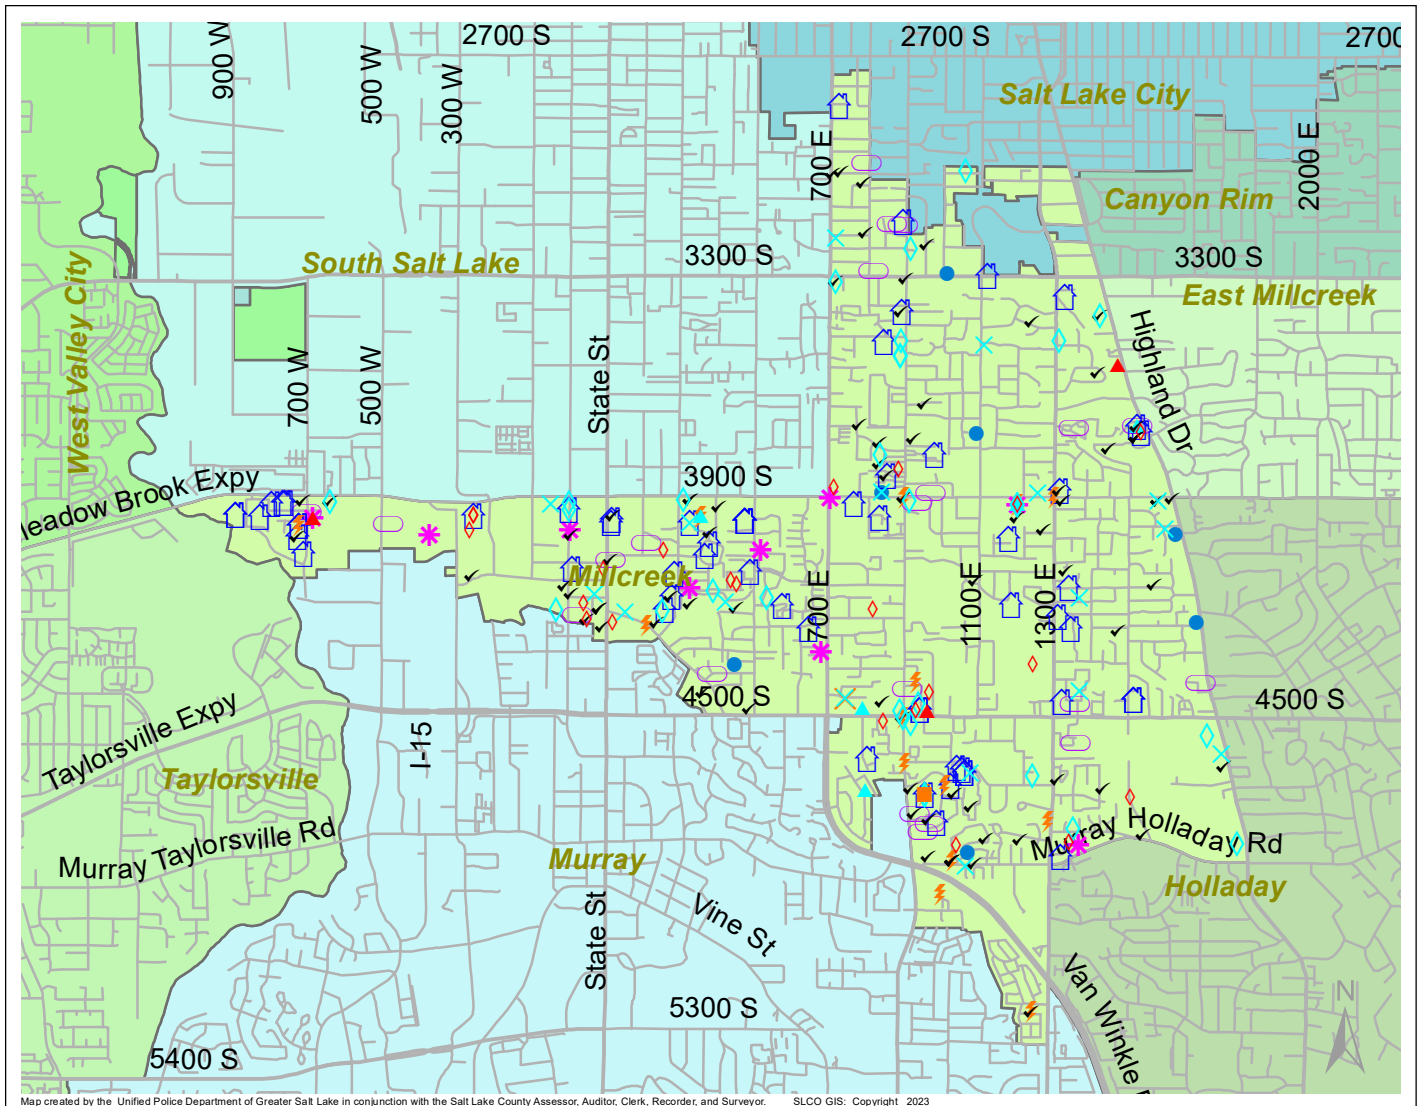 2700 S
2700 S
2700
900 W
500 W
300 W
Salt Lake City
700 E
2000 E
Canyon Rim
South Salt Lake
3300 S
3300 S
West Valley City
East Millcreek
Highland Dr
700 W
500 W
State St
3900 S
Meadow Brook Expy
Millcreek
700 E
1100 E
1300 E
4500 S
4500 S
Taylorsville Expy
I-15
Taylorsville
Murray Taylorsville Rd
Murray Holladay Rd
Murray
Holladay
State St
Vine St
Van Winkle
5300 S
N
5400 S
Map created by the Unified Police Department of Greater Salt Lake in conjunction with the Salt Lake County Assessor, Auditor, Clerk, Recorder, and Surveyor. SLCO GIS: Copyright 2023